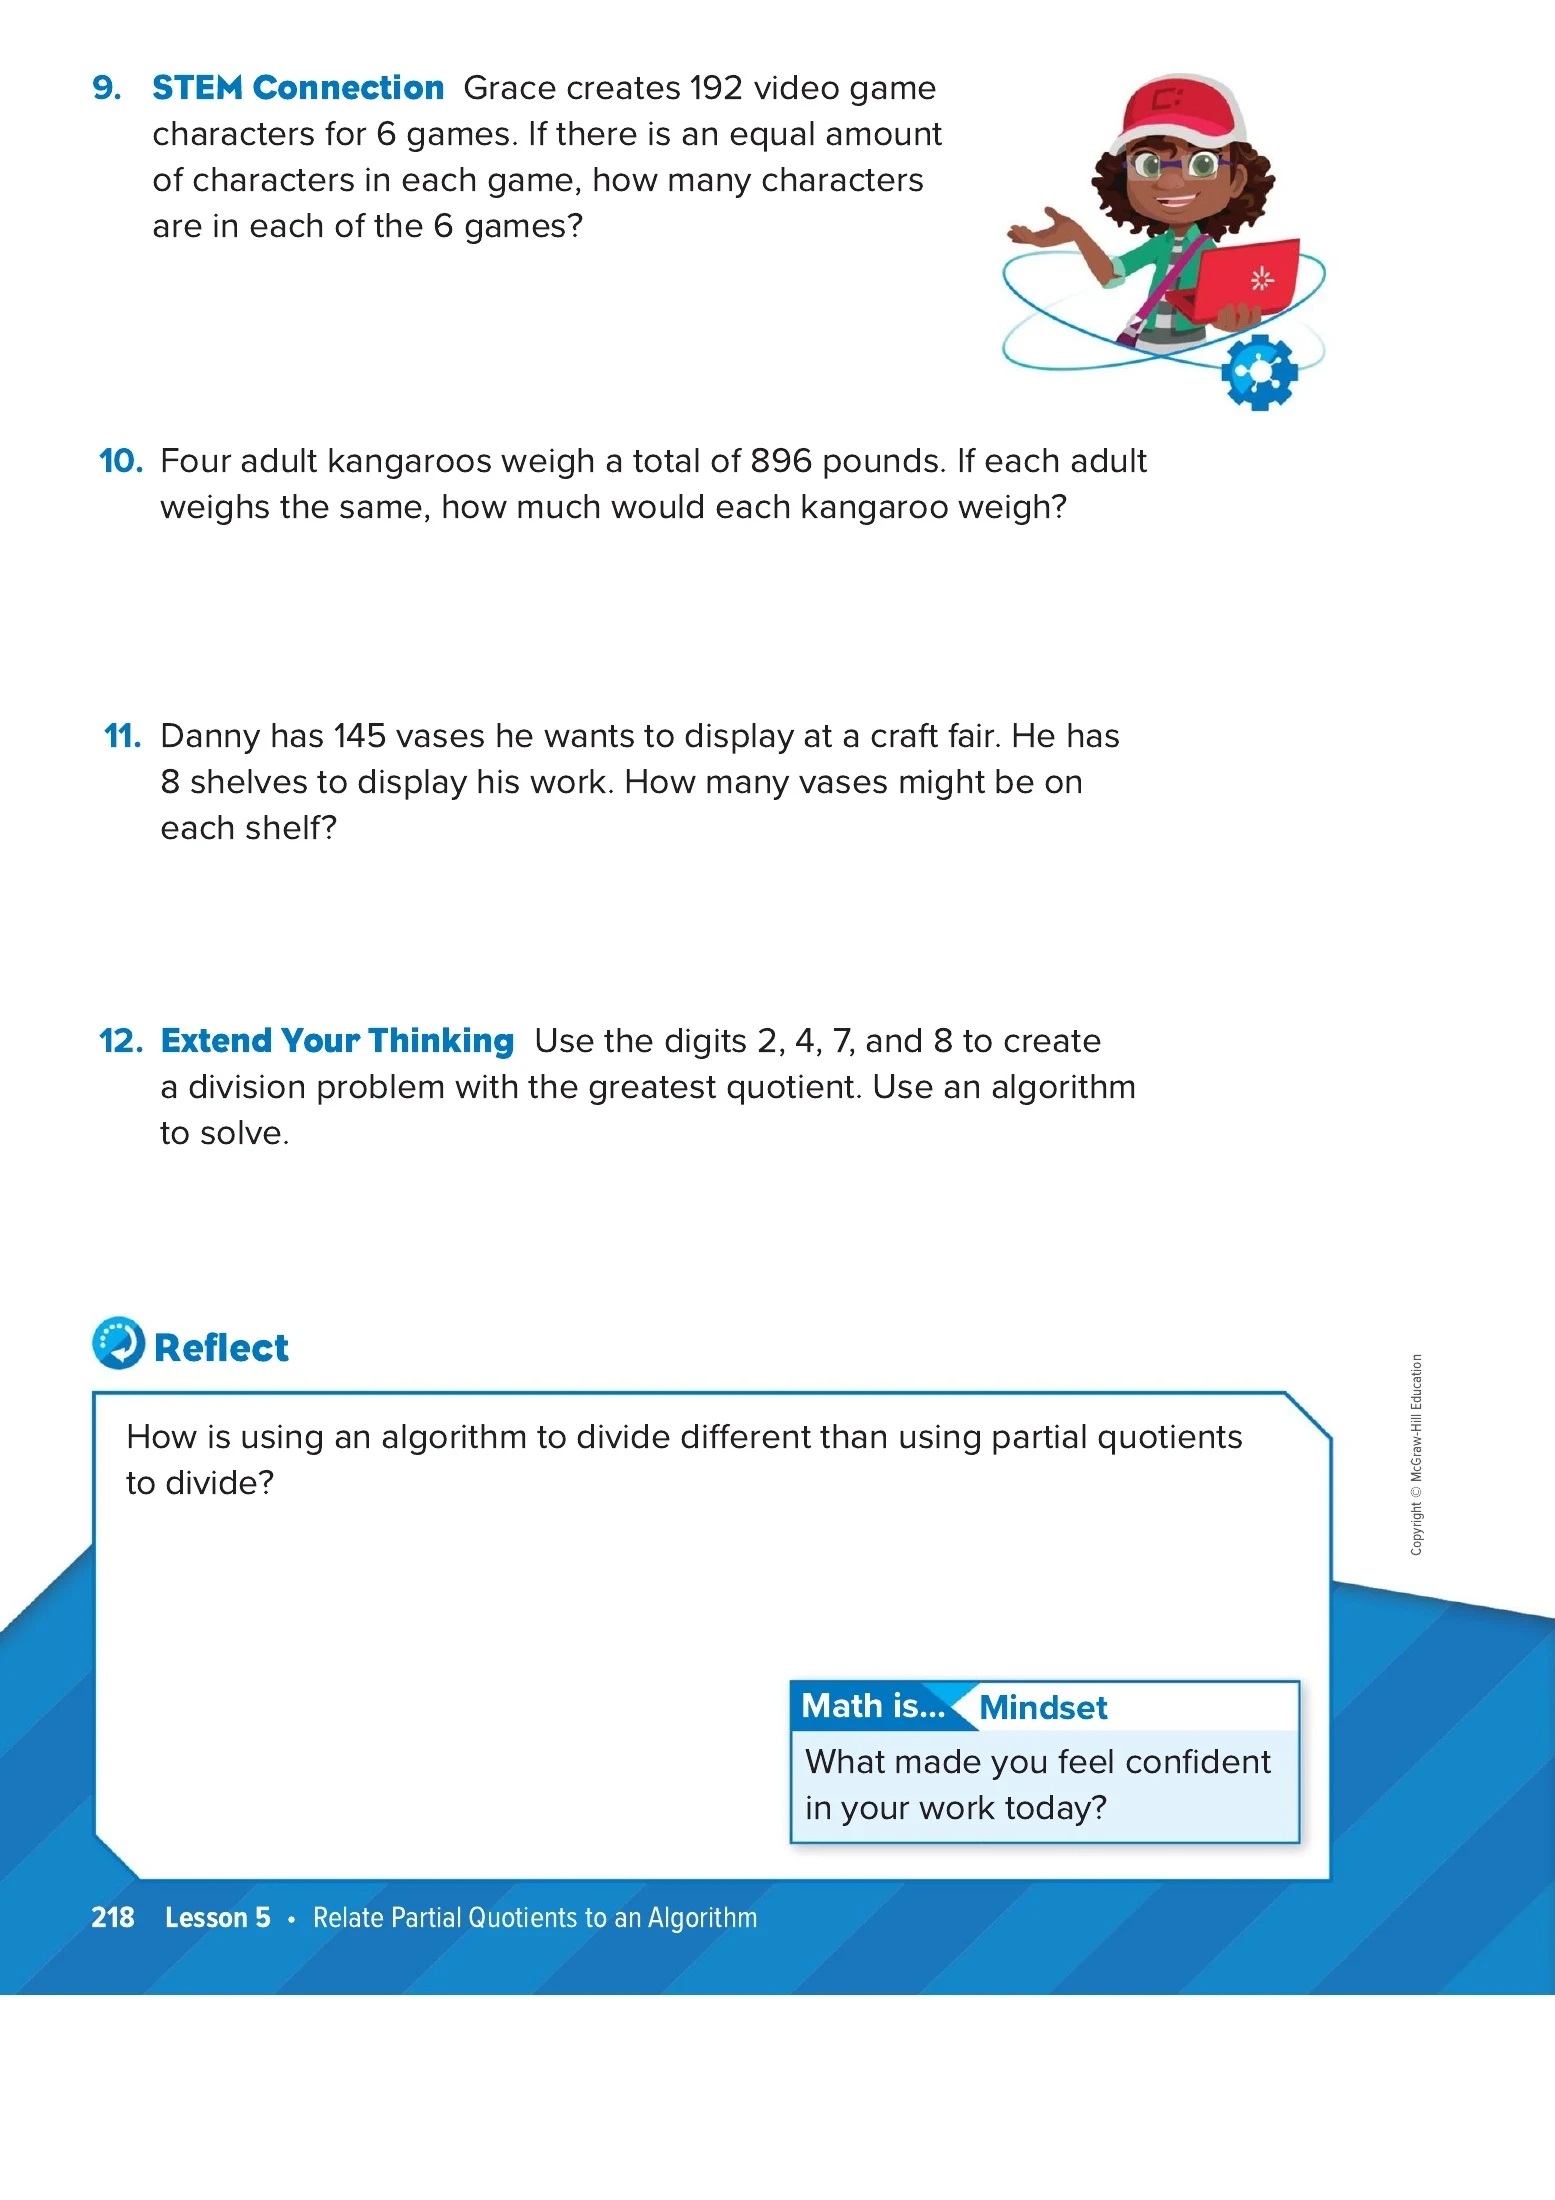 9. STEM Connection Grace creates 192 video game
characters for 6 games. If there is an equal amount
of characters in each game, how many characters
are in each of the 6 games?
10. Four adult kangaroos weigh a total of 896 pounds. If each adult
weighs the same, how much would each kangaroo weigh?
11. Danny has 145 vases he wants to display at a craft fair. He has
8 shelves to display his work. How many vases might be on
each shelf?
12. Extend Your Thinking Use the digits 2, 4, 7, and 8 to create
a division problem with the greatest quotient. Use an algorithm
to solve.
Reflect
How is using an algorithm to divide different than using partial quotients
to divide?
Math is... Mindset
What made you feel confident
in your work today?
Copyright © McGraw-Hill Education
218 Lesson 5 • Relate Partial Quotients to an Algorithm